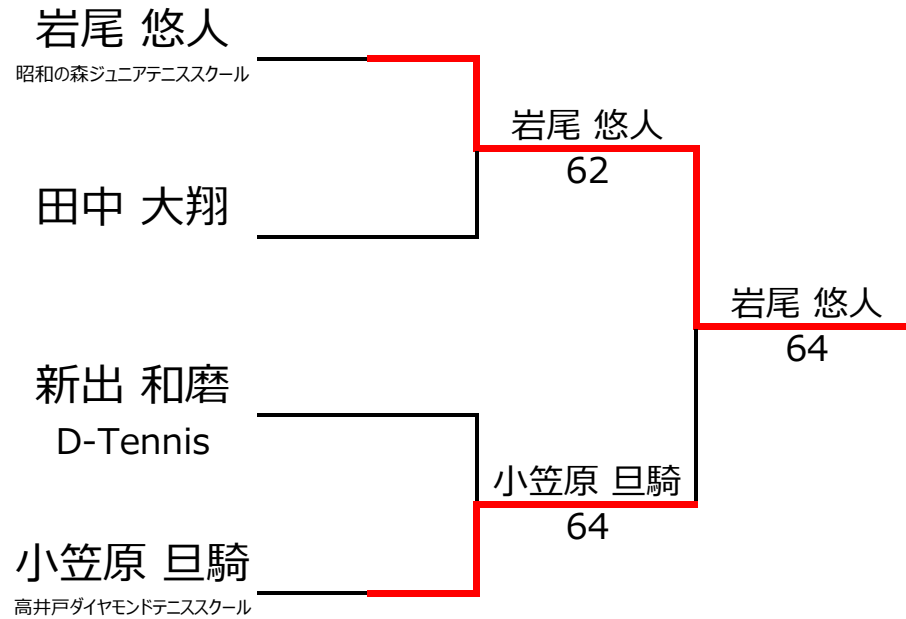 岩尾 悠人
昭和の森ジュニアテニススクール
岩尾 悠人
62
田中 大翔
岩尾 悠人
64
新出 和磨
D-Tennis
小笠原 旦騎
64
小笠原 旦騎
高井戸ダイヤモンドテニススクール